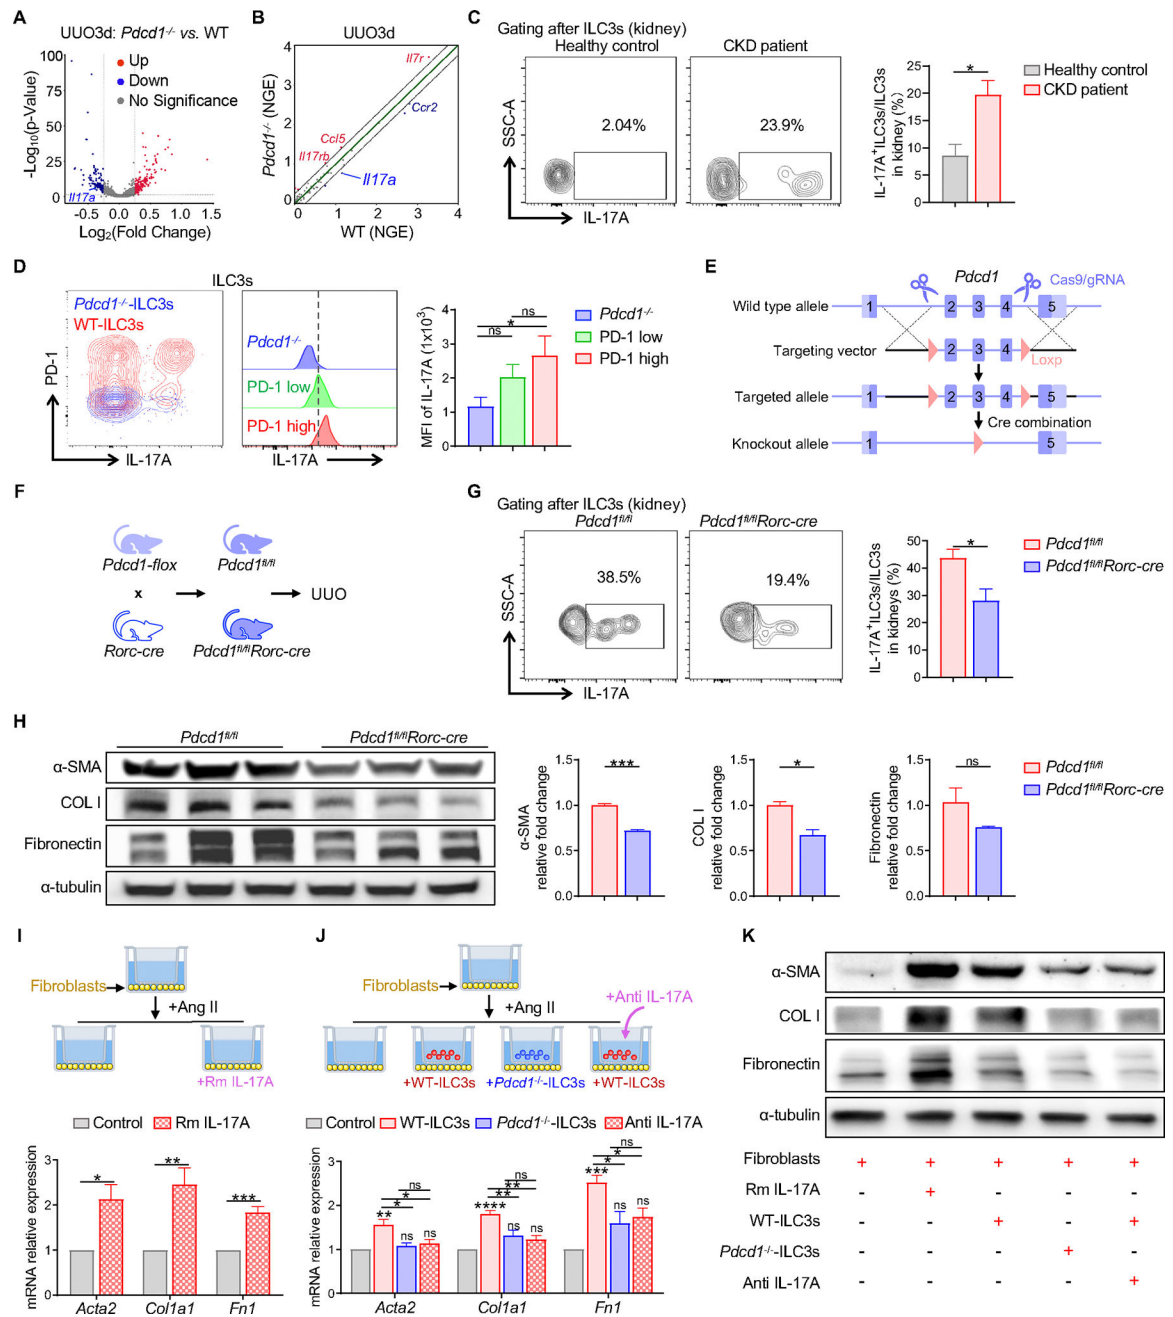 A
UUO3d: Pdcd1-/- vs. WT
-Log10(p-Value)
100
75
50
25
0
Up
Down
No Significance
Il17a
-0.5 0.0 0.5 1.0 1.5
Log2(Fold Change)
B
UUO3d
Pdcd1-/- (NGE)
4
3
2
1
0
Il7r
Ccr2
Ccl5
Il17rb
Il17a
0 1 2 3 4
WT (NGE)
C
Gating after ILC3s (kidney)
Healthy control CKD patient
SSC-A
2.04% 23.9%
IL-17A
IL-17A+ILC3s/ILC3s
in kidney (%)
25
20
15
10
5
0
*
Healthy control
CKD patient
D
ILC3s
Pdcd1-/--ILC3s
WT-ILC3s
PD-1
IL-17A
Pdcd1-/-
PD-1 low
PD-1 high
IL-17A
MFI of IL-17A (1x10³)
4
3
2
1
0
ns
*
ns
Pdcd1-/-
PD-1 low
PD-1 high
E
Pdcd1 Cas9/gRNA
Wild type allele 1 2 3 4 5
Targeting vector 2 3 4 Loxp
Targeted allele 1 2 3 4 5
Cre combination
Knockout allele 1 5
F
Pdcd1-flox Pdcd1fl/fl
x UUO
Rorc-cre Pdcd1fl/flRorc-cre
G
Gating after ILC3s (kidney)
Pdcd1fl/fl Pdcd1fl/flRorc-cre
SSC-A
38.5% 19.4%
IL-17A
IL-17A+ILC3s/ILC3s
in kidneys (%)
50
40
30
20
10
0
*
Pdcd1fl/fl
Pdcd1fl/flRorc-cre
H
Pdcd1fl/fl Pdcd1fl/flRorc-cre
α-SMA
COL I
Fibronectin
α-tubulin
α-SMA
relative fold change
1.5
1.0
0.5
0.0
***
COL I
relative fold change
1.5
1.0
0.5
0.0
*
Fibronectin
relative fold change
1.5
1.0
0.5
0.0
ns
Pdcd1fl/fl
Pdcd1fl/flRorc-cre
I
Fibroblasts
+Ang II
+Rm IL-17A
Control Rm IL-17A
mRNA relative expression
3
2
1
0
* ** ***
Acta2 Col1a1 Fn1
J
Fibroblasts
+Ang II
+Anti IL-17A
+WT-ILC3s +Pdcd1-/--ILC3s +WT-ILC3s
Control WT-ILC3s Pdcd1-/--ILC3s Anti IL-17A
mRNA relative expression
3
2
1
0
ns
*
*
** ns ns
ns
**
**
**** ns ns
ns
*
*
*** ns ns
Acta2 Col1a1 Fn1
K
α-SMA
COL I
Fibronectin
α-tubulin
Fibroblasts + + + + +
Rm IL-17A - + - - -
WT-ILC3s - - + - +
Pdcd1-/--ILC3s - - - + -
Anti IL-17A - - - - +